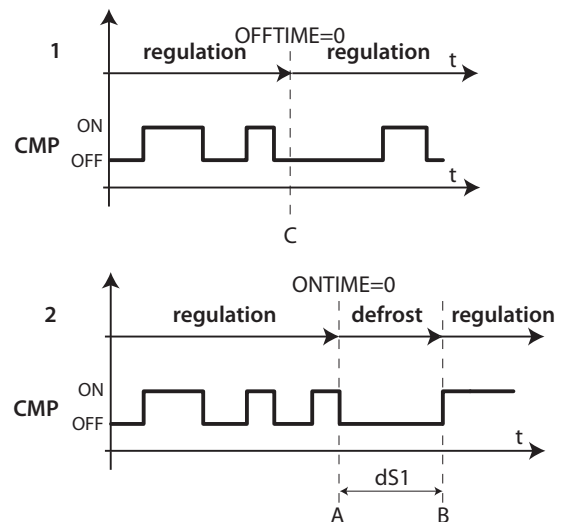 OFFTIME=0
1 regulation regulation t
ON
CMP
OFF
t
C
ONTIME=0
2 regulation defrost regulation
ON
CMP
OFF
t
dS1
A B